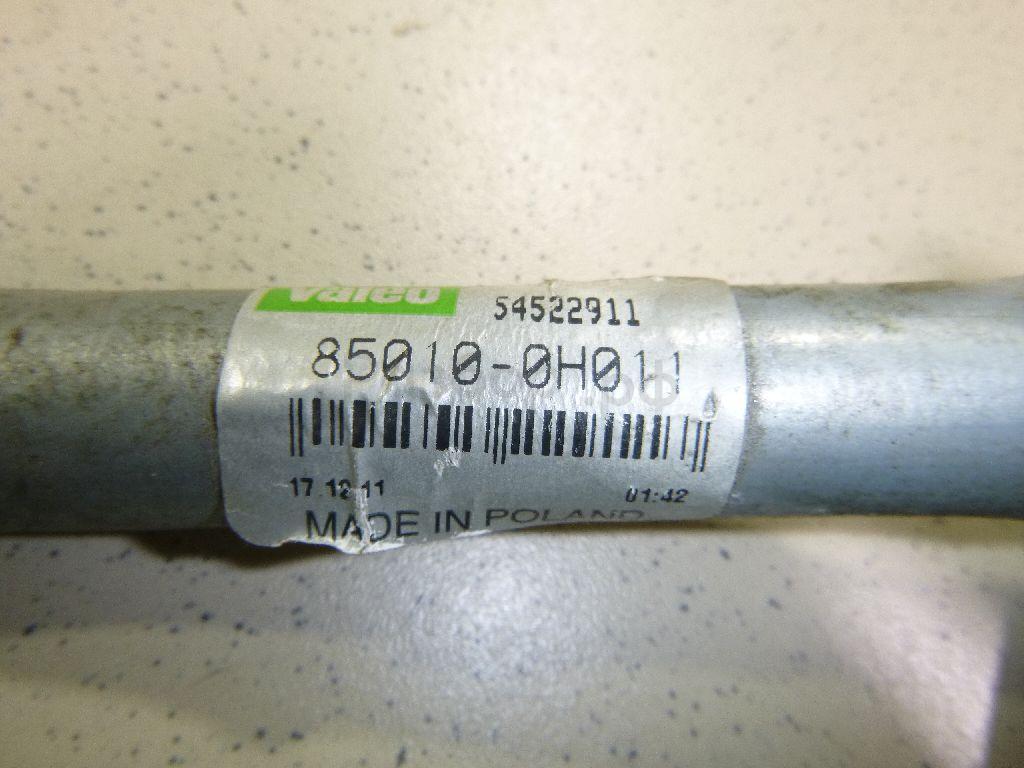 Valeo 54522911
85010-0H011
17.12.11 01:42
MADE IN POLAND